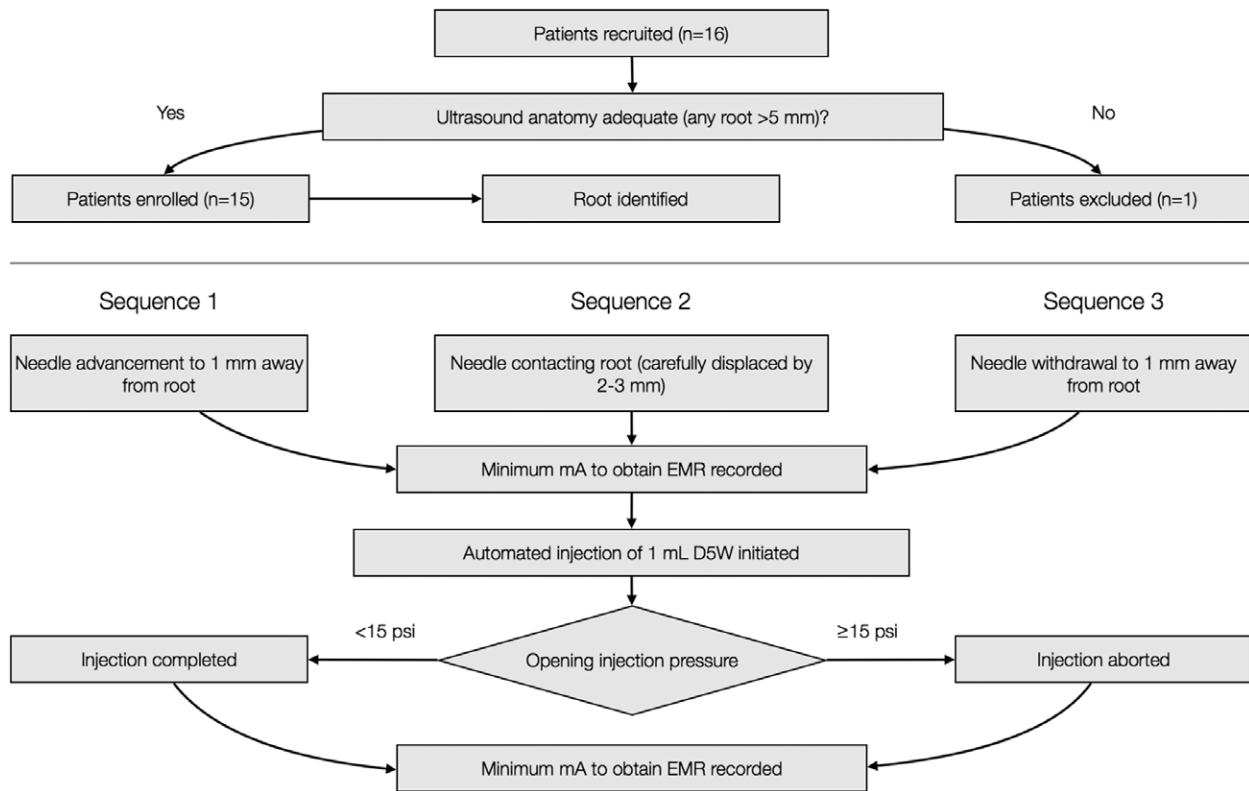 Patients recruited (n=16)
Yes
Ultrasound anatomy adequate (any root >5 mm)?
No
Patients enrolled (n=15)
Root identified
Patients excluded (n=1)
Sequence 1
Sequence 2
Sequence 3
Needle advancement to 1 mm away
from root
Needle contacting root (carefully displaced by
2-3 mm)
Needle withdrawal to 1 mm away
from root
Minimum mA to obtain EMR recorded
Automated injection of 1 mL D5W initiated
<15 psi
≥15 psi
Injection completed
Opening injection pressure
Injection aborted
Minimum mA to obtain EMR recorded